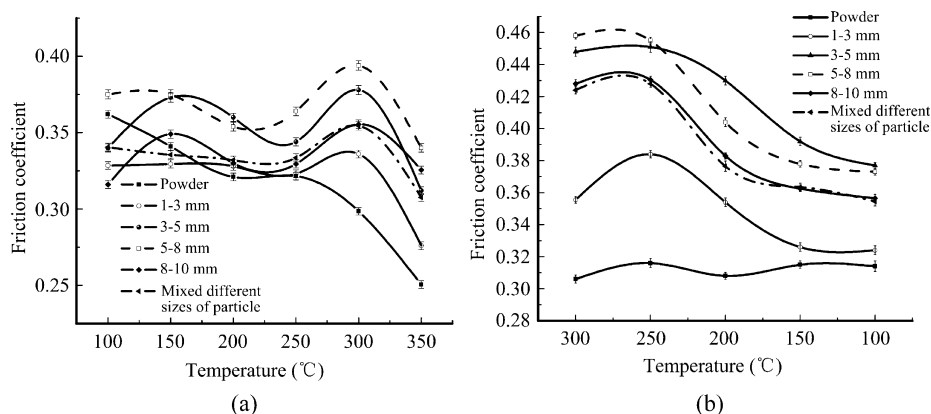 (a)
0.40
0.35
0.30
0.25
Friction coefficient
Powder
1-3 mm
3-5 mm
5-8 mm
8-10 mm
Mixed different
sizes of particle
100 150 200 250 300 350
Temperature (℃)
(a)
(b)
0.48
0.46
0.44
0.42
0.40
0.38
0.36
0.34
0.32
0.30
0.28
Friction coefficient
Powder
1-3 mm
3-5 mm
5-8 mm
8-10 mm
Mixed different
sizes of particle
300 250 200 150 100
Temperature (℃)
(b)